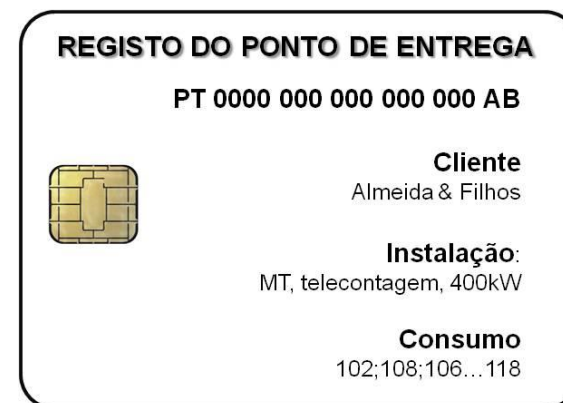 REGISTO DO PONTO DE ENTREGA
PT 0000 000 000 000 000 AB
Cliente
Almeida & Filhos
Instalação:
MT, telecontagem, 400kW
Consumo
102;108;106...118